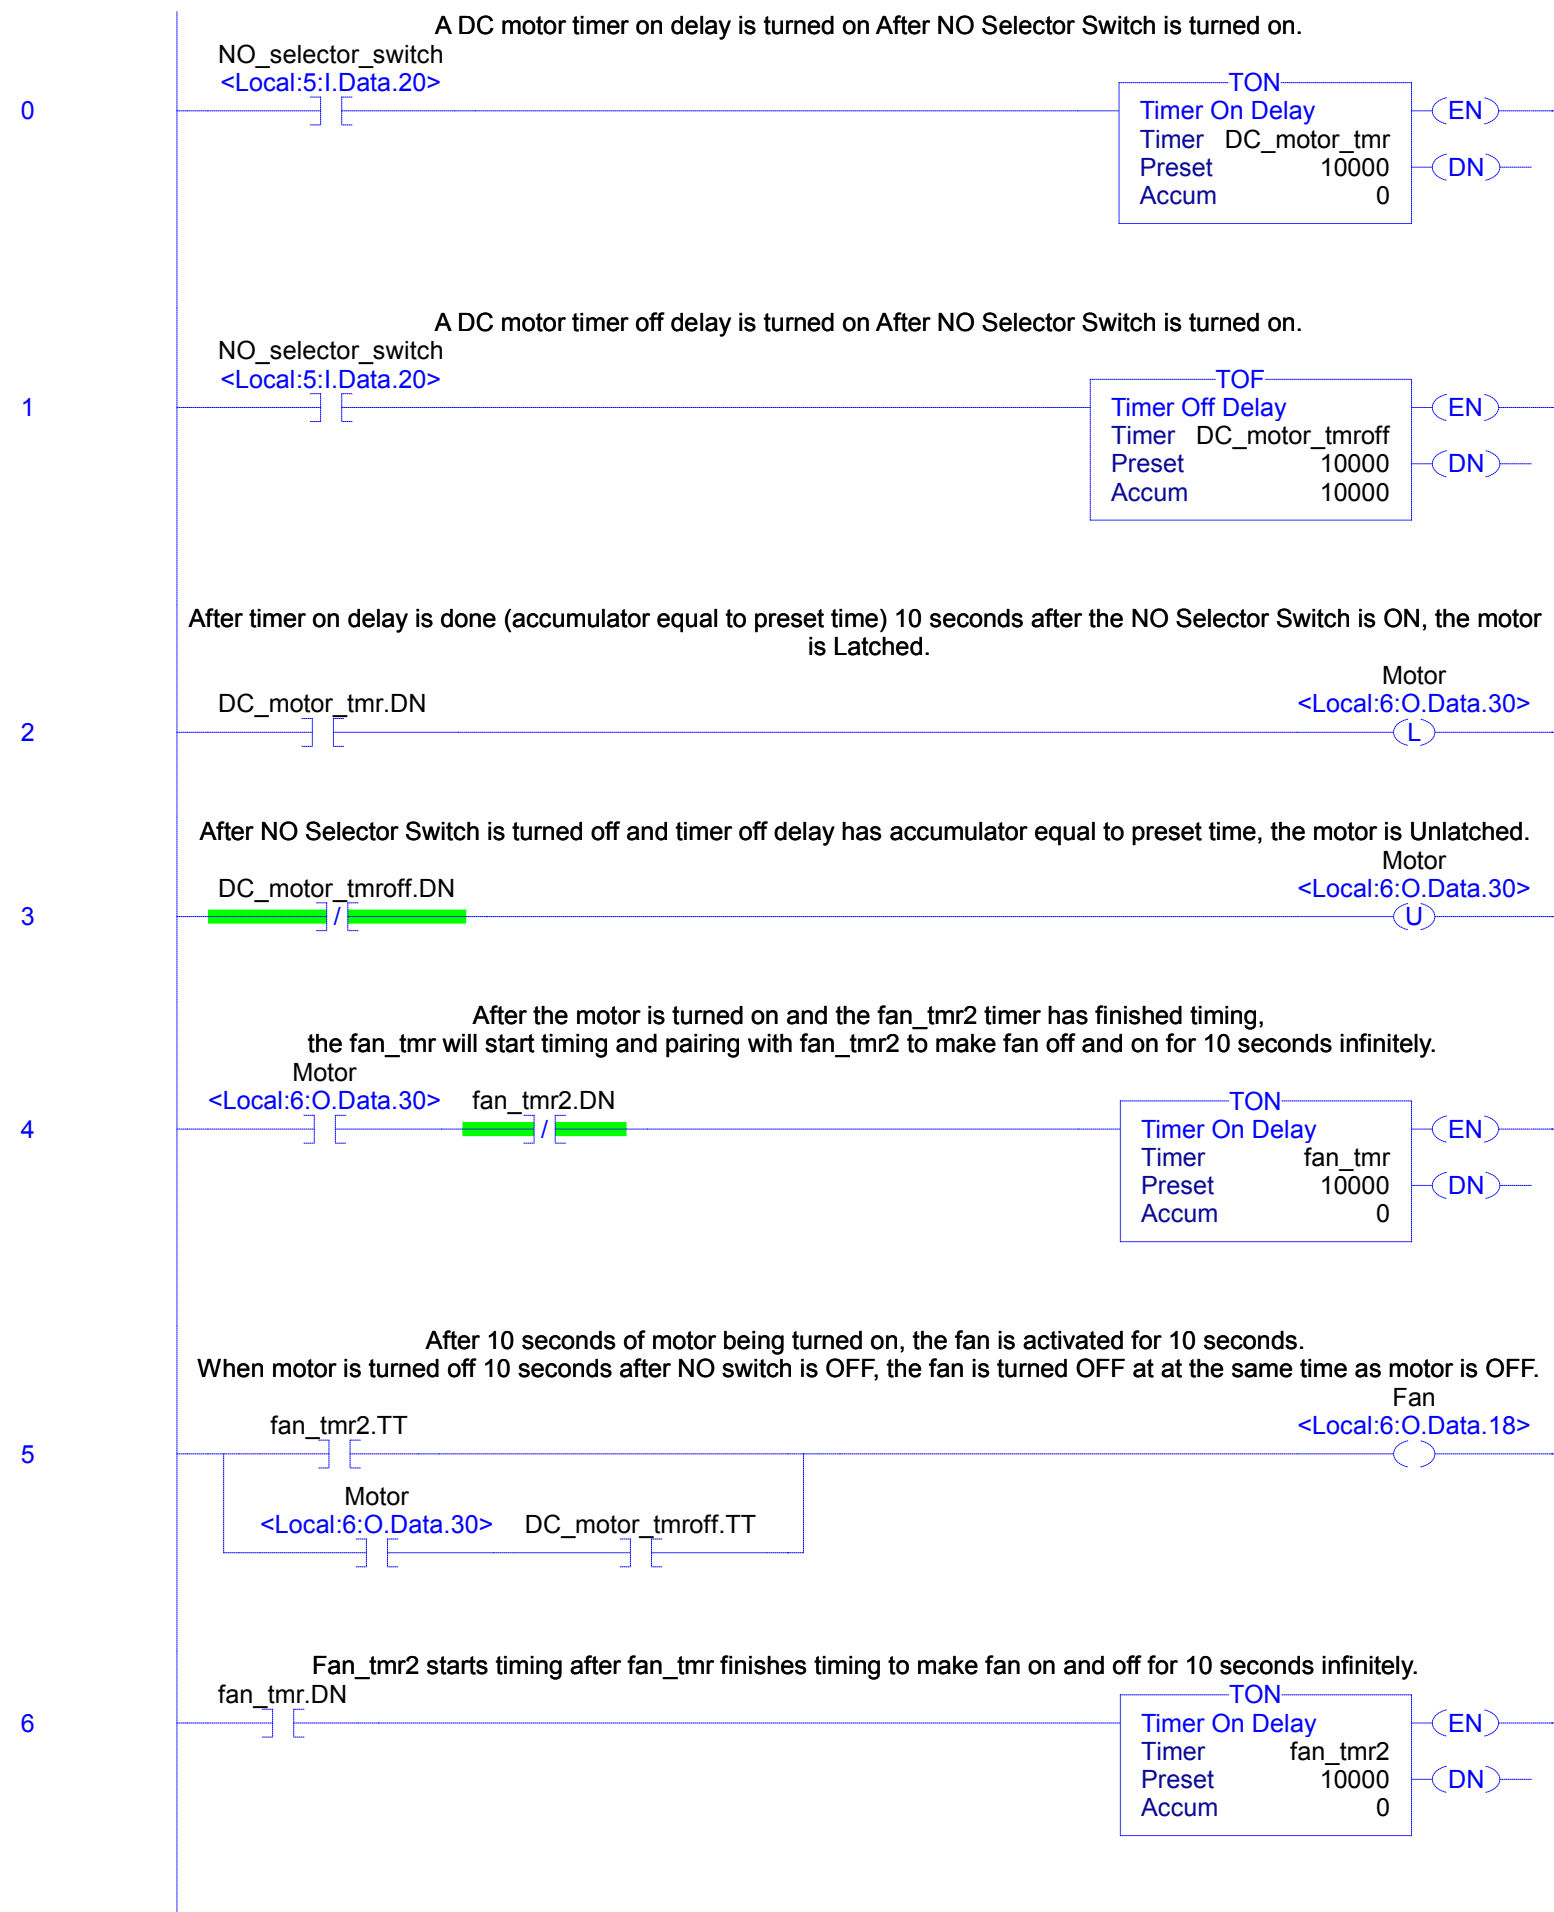 A DC motor timer on delay is turned on After NO Selector Switch is turned on.
NO_selector_switch
<Local:5:I.Data.20>
0
TON
Timer On Delay
Timer DC_motor_tmr
Preset 10000
Accum 0
EN
DN
A DC motor timer off delay is turned on After NO Selector Switch is turned on.
NO_selector_switch
<Local:5:I.Data.20>
1
TOF
Timer Off Delay
Timer DC_motor_tmroff
Preset 10000
Accum 10000
EN
DN
After timer on delay is done (accumulator equal to preset time) 10 seconds after the NO Selector Switch is ON, the motor
is Latched.
DC_motor_tmr.DN
Motor
<Local:6:O.Data.30>
2
L
After NO Selector Switch is turned off and timer off delay has accumulator equal to preset time, the motor is Unlatched.
DC_motor_tmroff.DN
Motor
<Local:6:O.Data.30>
3
/
U
After the motor is turned on and the fan_tmr2 timer has finished timing,
the fan_tmr will start timing and pairing with fan_tmr2 to make fan off and on for 10 seconds infinitely.
Motor
<Local:6:O.Data.30>
fan_tmr2.DN
4
/
TON
Timer On Delay
Timer fan_tmr
Preset 10000
Accum 0
EN
DN
After 10 seconds of motor being turned on, the fan is activated for 10 seconds.
When motor is turned off 10 seconds after NO switch is OFF, the fan is turned OFF at at the same time as motor is OFF.
fan_tmr2.TT
Fan
<Local:6:O.Data.18>
5
Motor
<Local:6:O.Data.30>
DC_motor_tmroff.TT
Fan_tmr2 starts timing after fan_tmr finishes timing to make fan on and off for 10 seconds infinitely.
fan_tmr.DN
6
TON
Timer On Delay
Timer fan_tmr2
Preset 10000
Accum 0
EN
DN